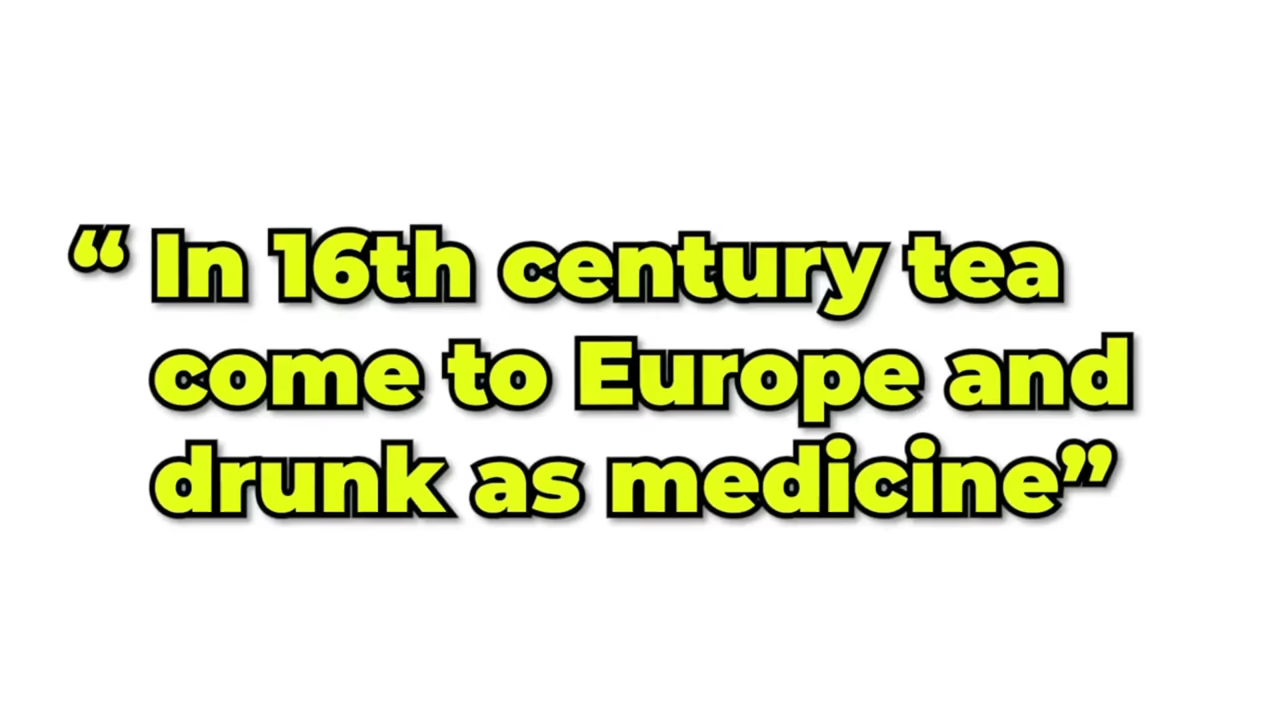 “ In 16th century tea
come to Europe and
drunk as medicine”